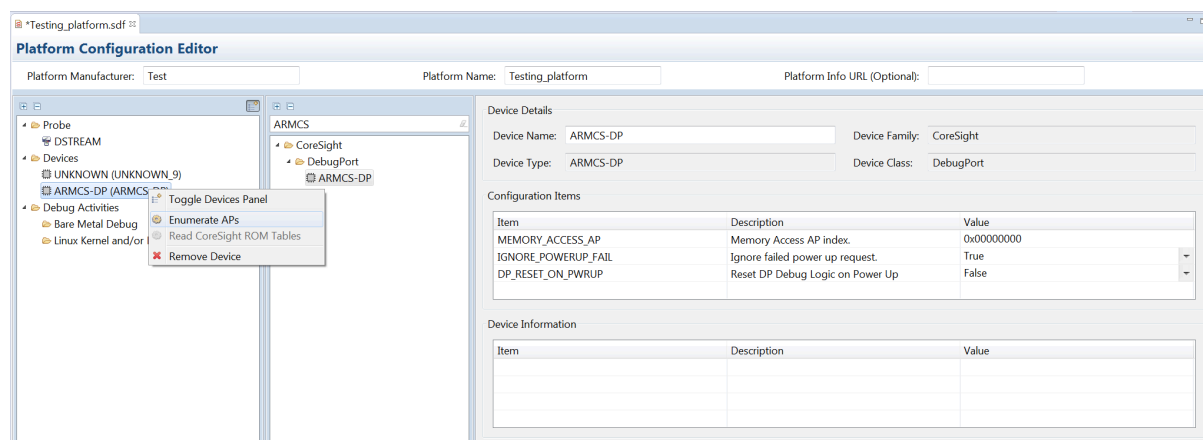 *Testing_platform.sdf
Platform Configuration Editor
Platform Manufacturer: Test Platform Name: Testing_platform Platform Info URL (Optional):
Probe
DSTREAM
Devices
UNKNOWN (UNKNOWN_9)
ARMCS-DP (ARMCS-DP)
Debug Activities
Bare Metal Debug
Linux Kernel and/or
Toggle Devices Panel
Enumerate APs
Read CoreSight ROM Tables
Remove Device
ARMCS
CoreSight
DebugPort
ARMCS-DP
Device Details
Device Name: ARMCS-DP Device Family: CoreSight
Device Type: ARMCS-DP Device Class: DebugPort
Configuration Items
Item Description Value
MEMORY_ACCESS_AP Memory Access AP index. 0x00000000
IGNORE_POWERUP_FAIL Ignore failed power up request. True
DP_RESET_ON_PWRUP Reset DP Debug Logic on Power Up False
Device Information
Item Description Value